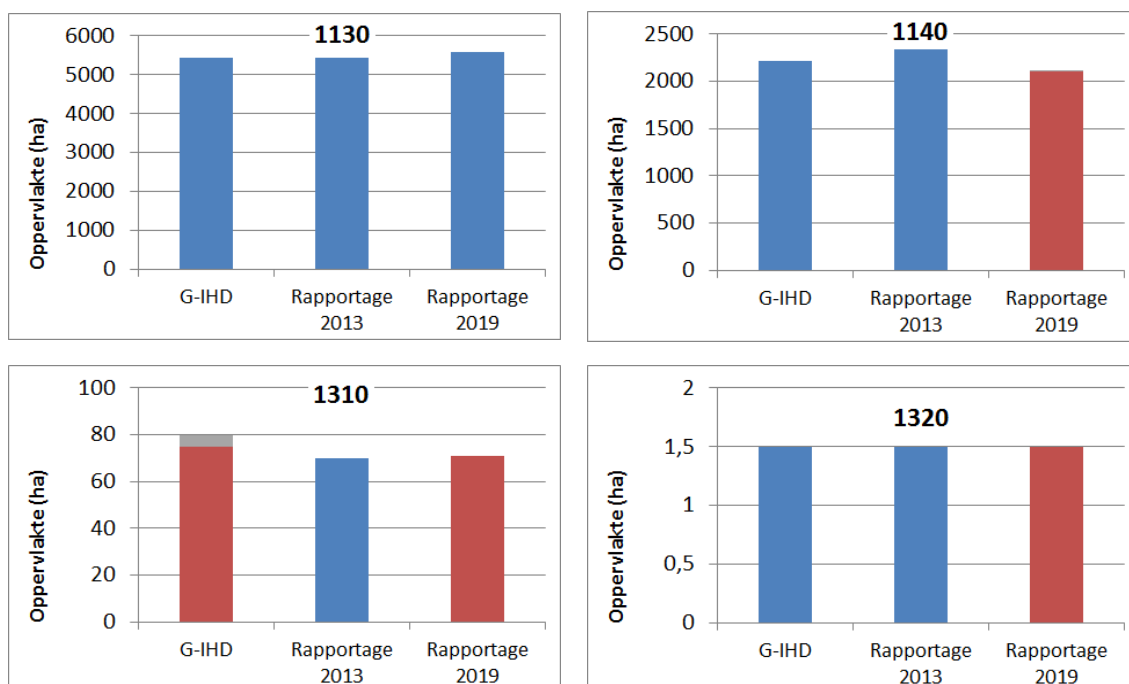 1130
Oppervlakte (ha)
6000
5000
4000
3000
2000
1000
0
G-IHD
Rapportage
2013
Rapportage
2019
1140
Oppervlakte (ha)
2500
2000
1500
1000
500
0
G-IHD
Rapportage
2013
Rapportage
2019
1310
Oppervlakte (ha)
100
80
60
40
20
0
G-IHD
Rapportage
2013
Rapportage
2019
1320
Oppervlakte (ha)
2
1,5
1
0,5
0
G-IHD
Rapportage
2013
Rapportage
2019